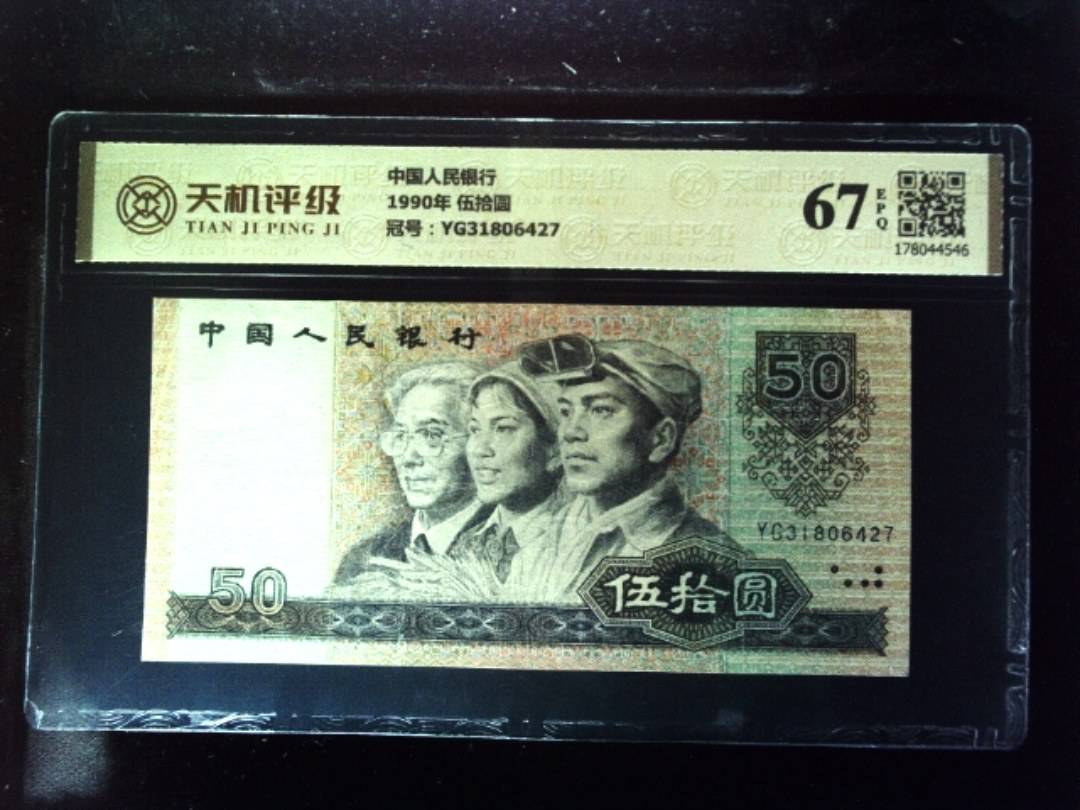 天机评级
TIAN JI PING JI
中国人民银行
1990年 伍拾圆
冠号：YG31806427
67
EPQ
178044546
中国人民银行
50
YG31806427
50
伍拾圆